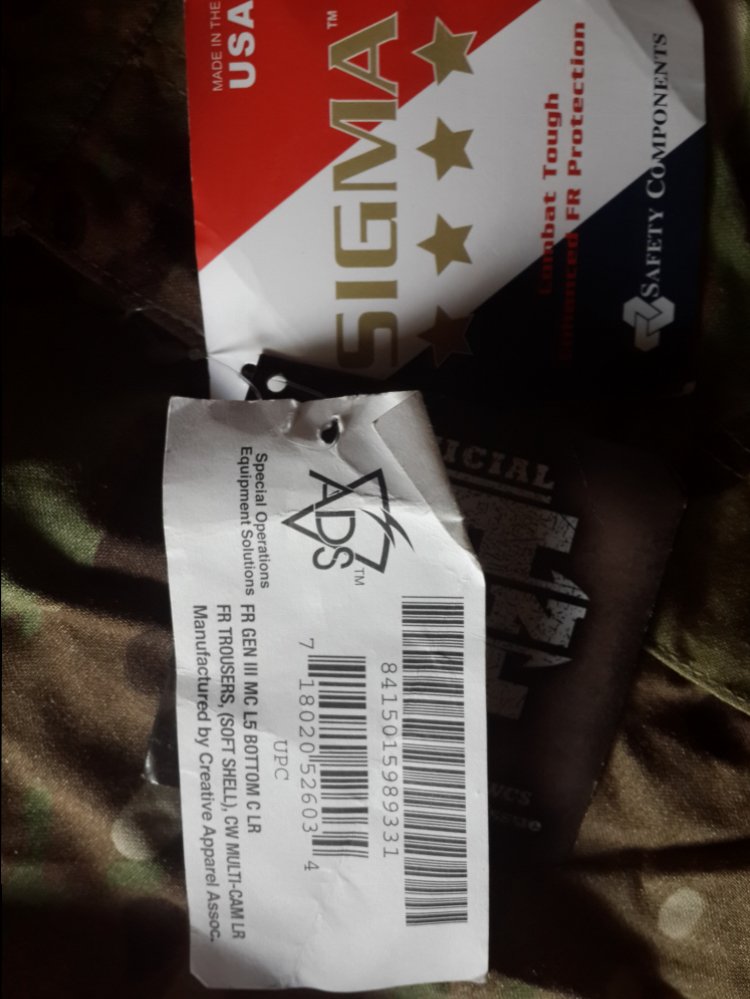 MADE IN THE
USA
SIGMA™
Combat Tough
Enhanced FR Protection
SAFETY COMPONENTS
ADS™
Special Operations
Equipment Solutions
8415015989331
7 18020 52603 4
UPC
FR GEN III MC L5 BOTTOM C LR
FR TROUSERS, (SOFT SHELL), CW MULTI-CAM LR
Manufactured by Creative Apparel Assoc.